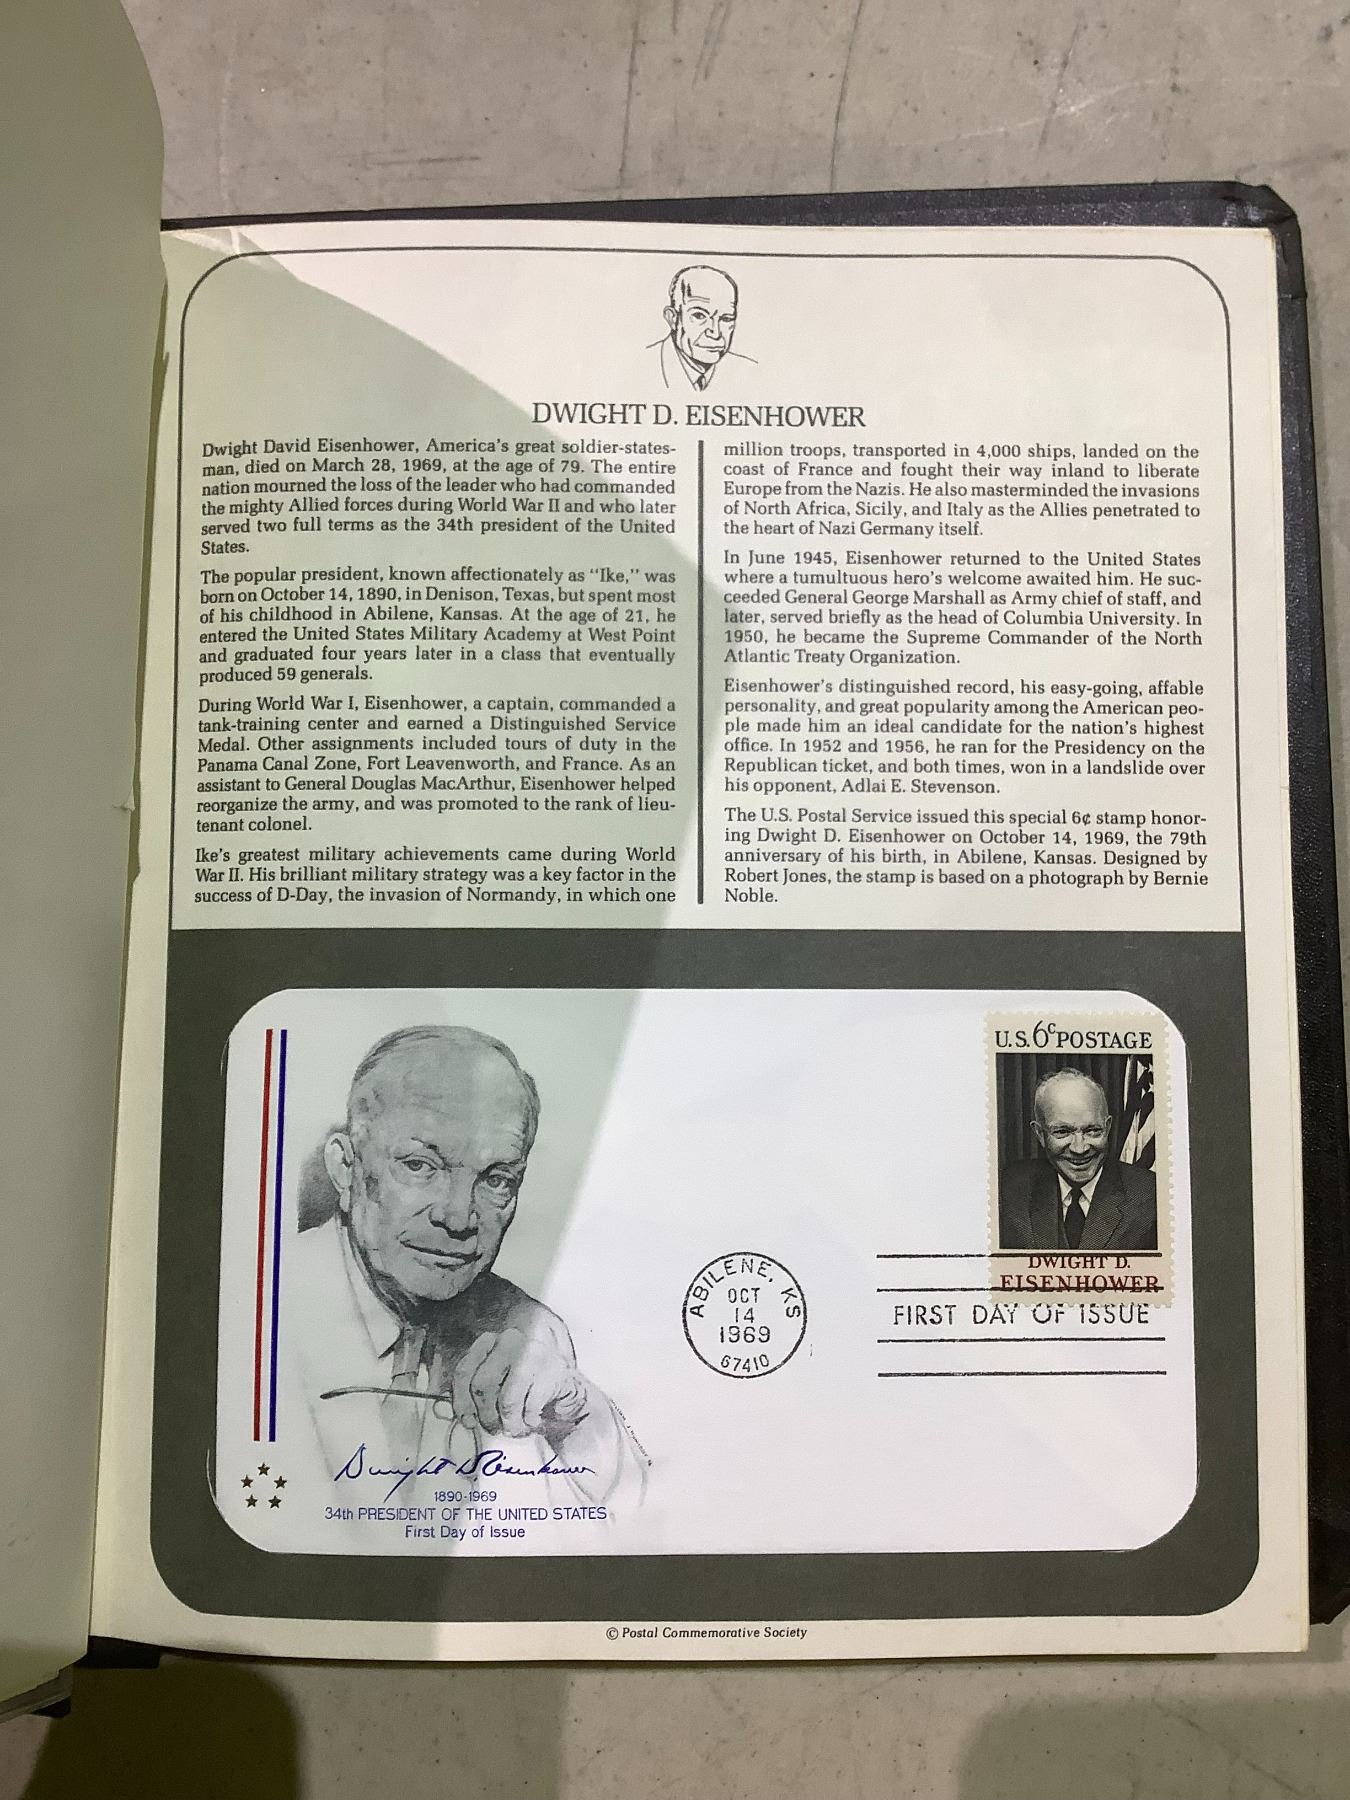 DWIGHT D. EISENHOWER
Dwight David Eisenhower, America's great soldier-states-
man, died on March 28, 1969, at the age of 79. The entire
nation mourned the loss of the leader who had commanded
the mighty Allied forces during World War II and who later
served two full terms as the 34th president of the United
States.
The popular president, known affectionately as "Ike," was
born on October 14, 1890, in Denison, Texas, but spent most
of his childhood in Abilene, Kansas. At the age of 21, he
entered the United States Military Academy at West Point
and graduated four years later in a class that eventually
produced 59 generals.
During World War I, Eisenhower, a captain, commanded a
tank-training center and earned a Distinguished Service
Medal. Other assignments included tours of duty in the
Panama Canal Zone, Fort Leavenworth, and France. As an
assistant to General Douglas MacArthur, Eisenhower helped
reorganize the army, and was promoted to the rank of lieu-
tenant colonel.
Ike's greatest military achievements came during World
War II. His brilliant military strategy was a key factor in the
success of D-Day, the invasion of Normandy, in which one
million troops, transported in 4,000 ships, landed on the
coast of France and fought their way inland to liberate
Europe from the Nazis. He also masterminded the invasions
of North Africa, Sicily, and Italy as the Allies penetrated to
the heart of Nazi Germany itself.
In June 1945, Eisenhower returned to the United States
where a tumultuous hero's welcome awaited him. He suc-
ceeded General George Marshall as Army chief of staff, and
later, served briefly as the head of Columbia University. In
1950, he became the Supreme Commander of the North
Atlantic Treaty Organization.
Eisenhower's distinguished record, his easy-going, affable
personality, and great popularity among the American peo-
ple made him an ideal candidate for the nation's highest
office. In 1952 and 1956, he ran for the Presidency on the
Republican ticket, and both times, won in a landslide over
his opponent, Adlai E. Stevenson.
The U.S. Postal Service issued this special 6¢ stamp honor-
ing Dwight D. Eisenhower on October 14, 1969, the 79th
anniversary of his birth, in Abilene, Kansas. Designed by
Robert Jones, the stamp is based on a photograph by Bernie
Noble.
U.S. 6c POSTAGE
DWIGHT D.
EISENHOWER
FIRST DAY OF ISSUE
ABILENE, KS
OCT
14
1969
67410
Dwight D. Eisenhower
1890-1969
34th PRESIDENT OF THE UNITED STATES
First Day of Issue
© Postal Commemorative Society